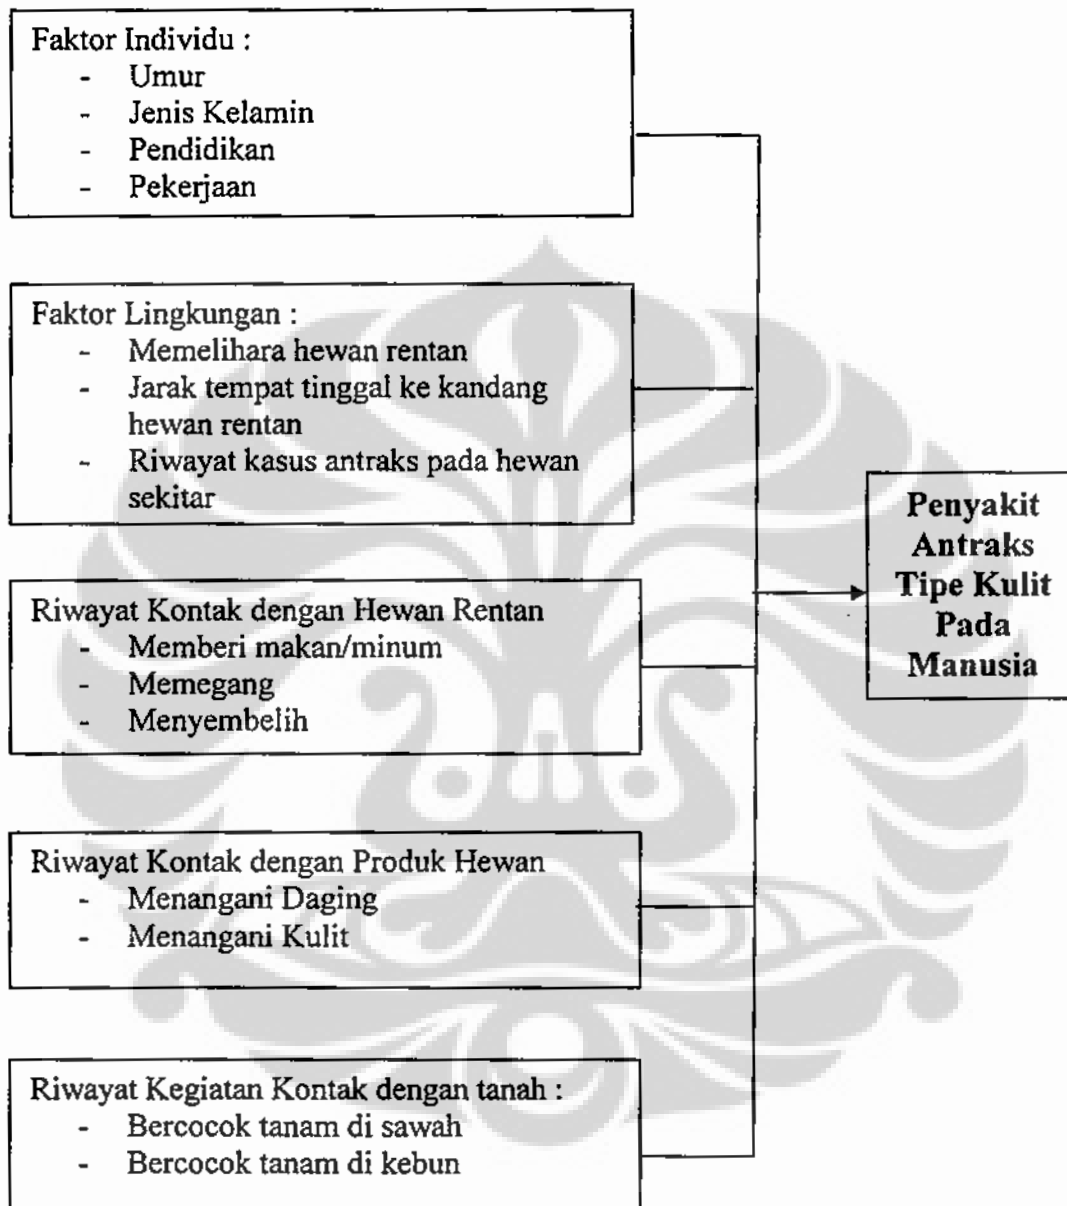 Faktor Individu :
- Umur
- Jenis Kelamin
- Pendidikan
- Pekerjaan
Faktor Lingkungan :
- Memelihara hewan rentan
- Jarak tempat tinggal ke kandang
hewan rentan
- Riwayat kasus antraks pada hewan
sekitar
Riwayat Kontak dengan Hewan Rentan
- Memberi makan/minum
- Memegang
- Menyembelih
Riwayat Kontak dengan Produk Hewan
- Menangani Daging
- Menangani Kulit
Riwayat Kegiatan Kontak dengan tanah :
- Bercocok tanam di sawah
- Bercocok tanam di kebun
Penyakit
Antraks
Tipe Kulit
Pada
Manusia